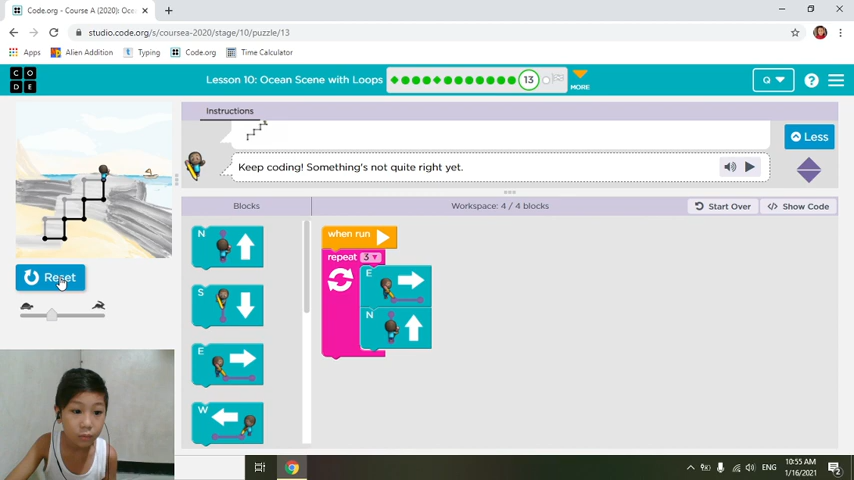 Code.org - Course A (2020): Oce
studio.code.org/s/coursea-2020/stage/10/puzzle/13
Apps Alien Addition Typing Code.org Time Calculator
C O
D E
Lesson 10: Ocean Scene with Loops
13
MORE
Q
Instructions
Less
Keep coding! Something's not quite right yet.
Blocks
Workspace: 4 / 4 blocks
Start Over
Show Code
N
when run
repeat 3
E
Reset
S
N
E
W
ENG
10:55 AM
1/16/2021
2